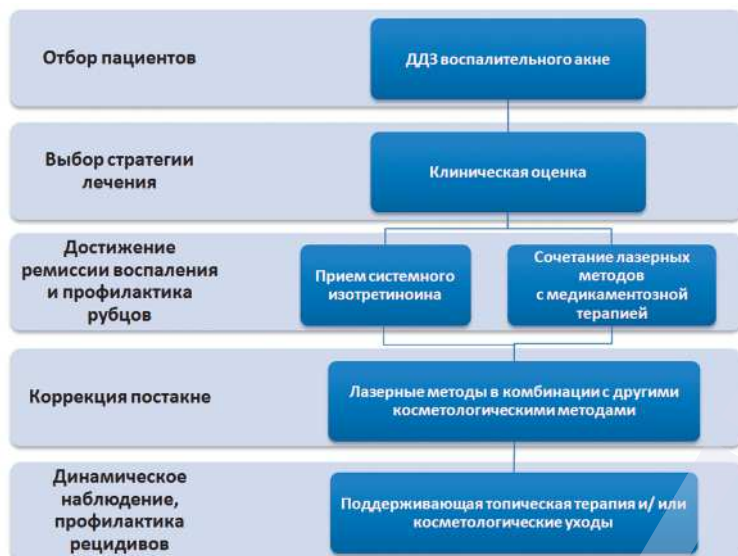 Отбор пациентов
ДДЗ воспалительного акне
Выбор стратегии
лечения
Клиническая оценка
Достижение
ремиссии воспаления
и профилактика
рубцов
Прием системного
изотретиноина
Сочетание лазерных
методов
с медикаментозной
терапией
Коррекция постакне
Лазерные методы в комбинации с другими
косметологическими методами
Динамическое
наблюдение,
профилактика
рецидивов
Поддерживающая топическая терапия и/ или
косметологические уходы